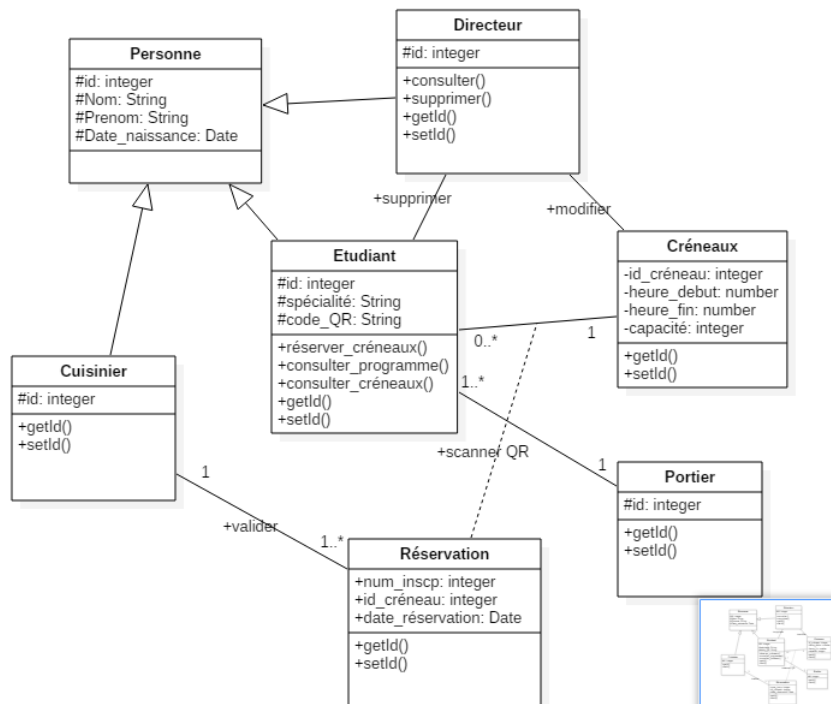 Directeur
#id: integer
+consulter()
+supprimer()
+getId()
+setId()
Personne
#id: integer
#Nom: String
#Prenom: String
#Date_naissance: Date
+supprimer
+modifier
Etudiant
#id: integer
#spécialité: String
#code_QR: String
+réserver_créneaux()
+consulter_programme()
+consulter_créneaux()
+getId()
+setId()
0..*
1
1..*
Créneaux
-id_créneau: integer
-heure_debut: number
-heure_fin: number
-capacité: integer
+getId()
+setId()
Cuisinier
#id: integer
+getId()
+setId()
+scanner QR
1
Portier
#id: integer
+getId()
+setId()
1
+valider
1..*
Réservation
+num_inscp: integer
+id_créneau: integer
+date_réservation: Date
+getId()
+setId()